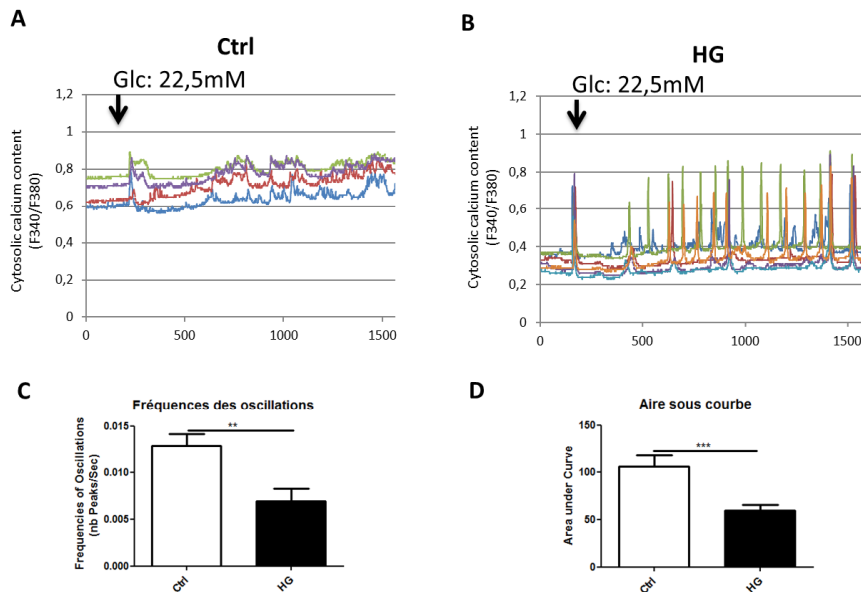 A
Ctrl
Glc: 22,5mM
1,2
1
0,8
0,6
0,4
0,2
0
Cytosolic calcium content
(F340/F380)
0
500
1000
1500
B
HG
Glc: 22,5mM
1,2
1
0,8
0,6
0,4
0,2
0
Cytosolic calcium content
(F340/F380)
0
500
1000
1500
C
Fréquences des oscillations
Frequencies of Oscillations
(nb Peaks/Sec)
0.015
0.010
0.005
0.000
**
Ctrl
HG
D
Aire sous courbe
Area under Curve
150
100
50
0
***
Ctrl
HG